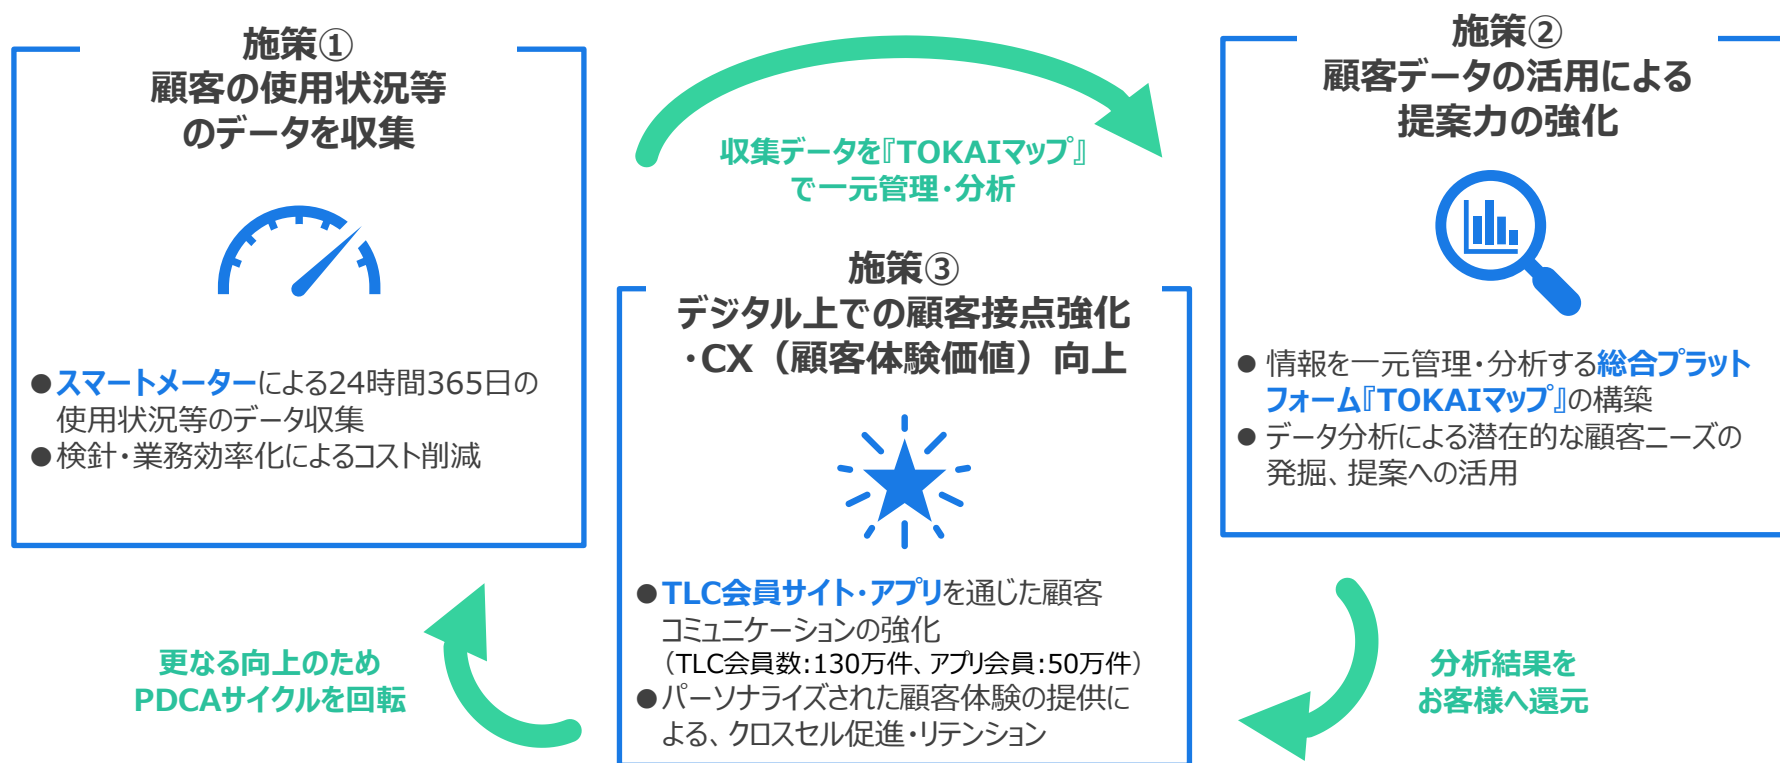 施策①
顧客の使用状況等
のデータを収集
●スマートメーターによる24時間365日の
使用状況等のデータ収集
●検針・業務効率化によるコスト削減
収集データを『TOKAIマップ』
で一元管理・分析
施策②
顧客データの活用による
提案力の強化
● 情報を一元管理・分析する総合プラット
フォーム『TOKAIマップ』の構築
● データ分析による潜在的な顧客ニーズの
発掘、提案への活用
分析結果を
お客様へ還元
施策③
デジタル上での顧客接点強化
・CX（顧客体験価値）向上
●TLC会員サイト・アプリを通じた顧客
コミュニケーションの強化
（TLC会員数:130万件、アプリ会員:50万件）
●パーソナライズされた顧客体験の提供に
よる、クロスセル促進・リテンション
更なる向上のため
PDCAサイクルを回転